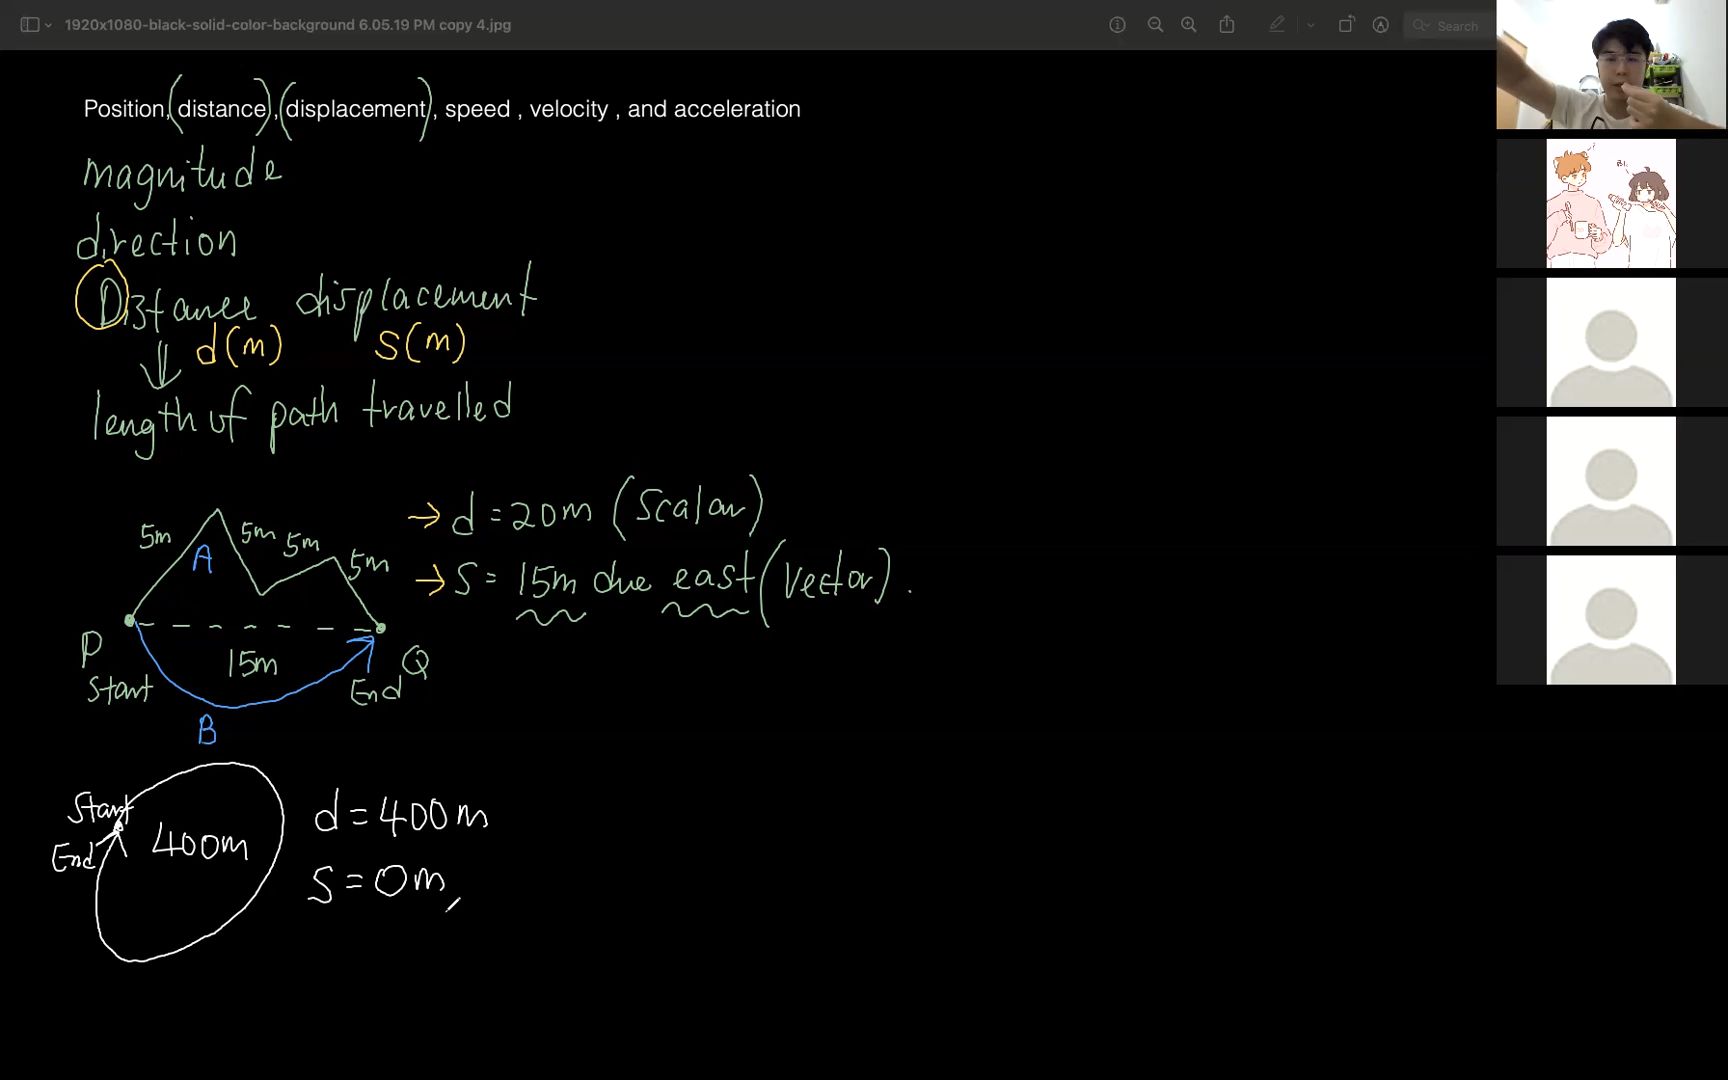 1920x1080-black-solid-color-background 6.05.19 PM copy 4.jpg
Search
Position, (distance), (displacement), speed , velocity , and acceleration
magnitude
direction
Distance displacement
d(m) S(m)
length of path travelled
5m 5m 5m 5m
A
→ d = 20m (Scalar)
→ S = 15m due east (Vector).
P
Start
15m
Q
End
B
Start
End
400m
d = 400m
S = 0m